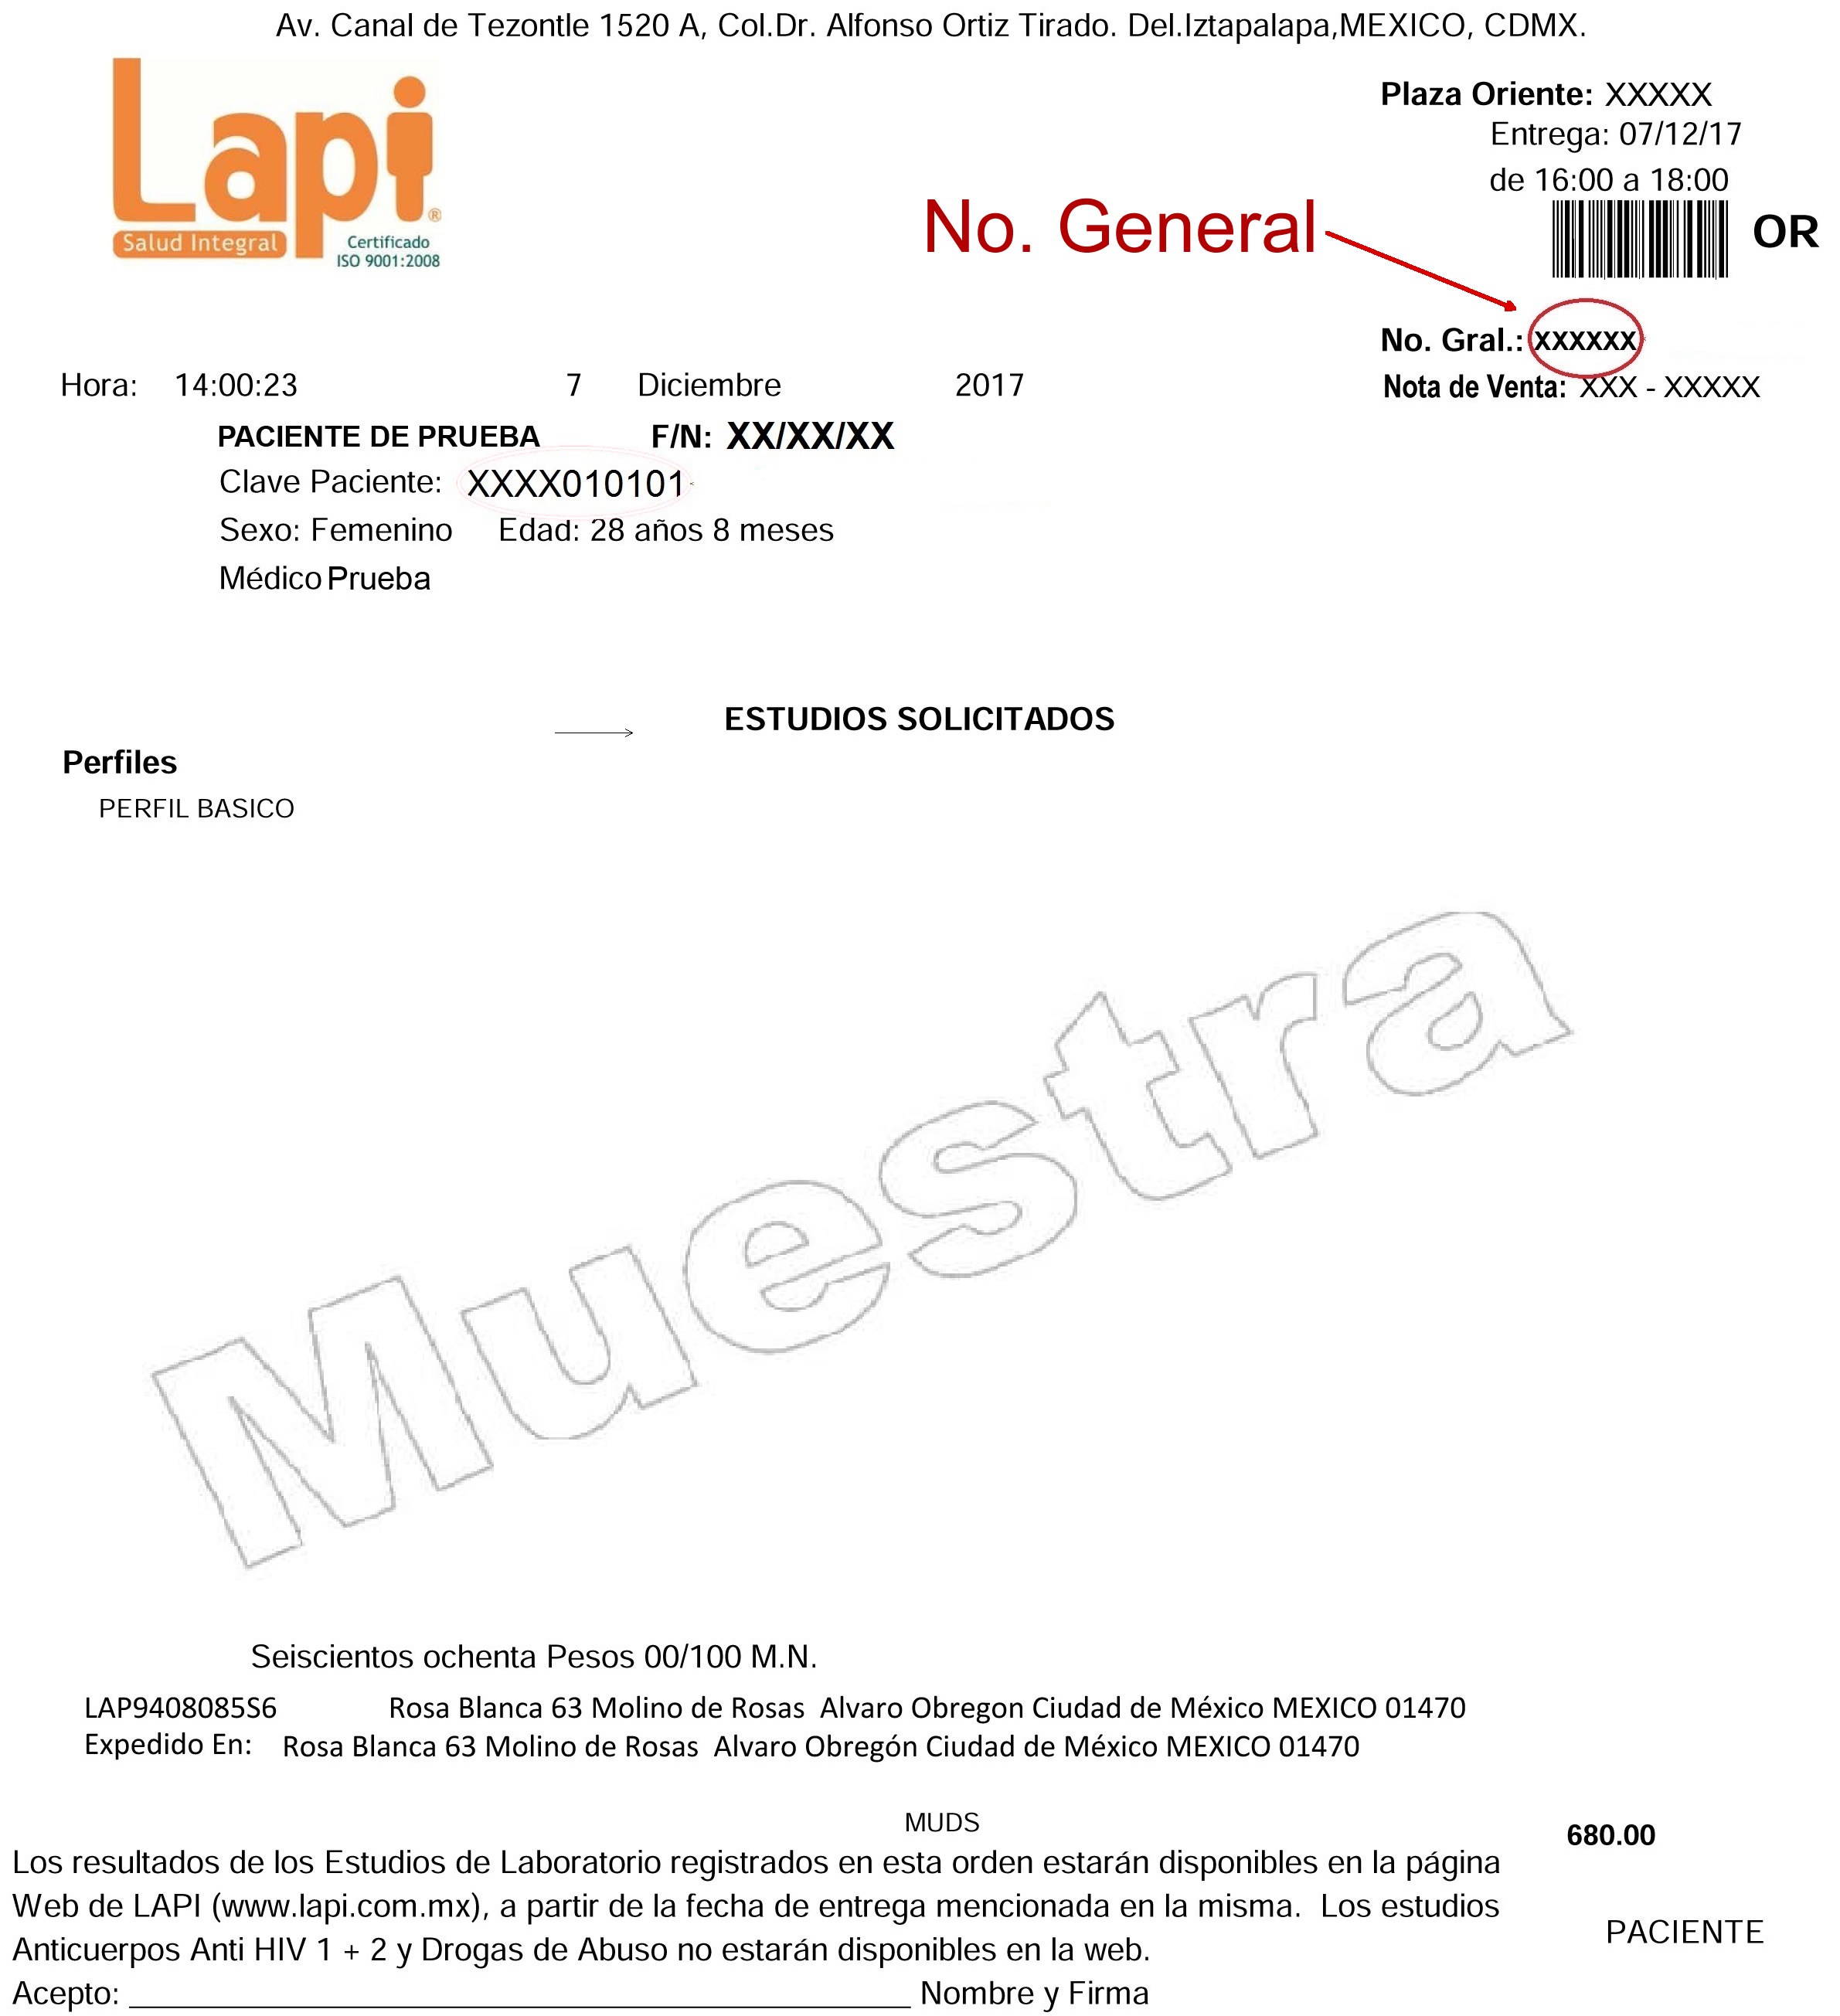 Av. Canal de Tezontle 1520 A, Col.Dr. Alfonso Ortiz Tirado. Del.Iztapalapa,MEXICO, CDMX.
Lapi ®
Salud Integral
Certificado
ISO 9001:2008
Plaza Oriente: XXXXX
Entrega: 07/12/17
de 16:00 a 18:00
No. General
OR
No. Gral.: XXXXXX
Hora: 14:00:23 7 Diciembre 2017
Nota de Venta: XXX - XXXXX
PACIENTE DE PRUEBA F/N: XX/XX/XX
Clave Paciente: XXXX010101
Sexo: Femenino Edad: 28 años 8 meses
Médico Prueba
ESTUDIOS SOLICITADOS
Perfiles
PERFIL BASICO
Muestra
Seiscientos ochenta Pesos 00/100 M.N.
LAP9408085S6 Rosa Blanca 63 Molino de Rosas Alvaro Obregon Ciudad de México MEXICO 01470
Expedido En: Rosa Blanca 63 Molino de Rosas Alvaro Obregón Ciudad de México MEXICO 01470
MUDS
680.00
Los resultados de los Estudios de Laboratorio registrados en esta orden estarán disponibles en la página
Web de LAPI (www.lapi.com.mx), a partir de la fecha de entrega mencionada en la misma. Los estudios
Anticuerpos Anti HIV 1 + 2 y Drogas de Abuso no estarán disponibles en la web.
PACIENTE
Acepto: ____________________ Nombre y Firma